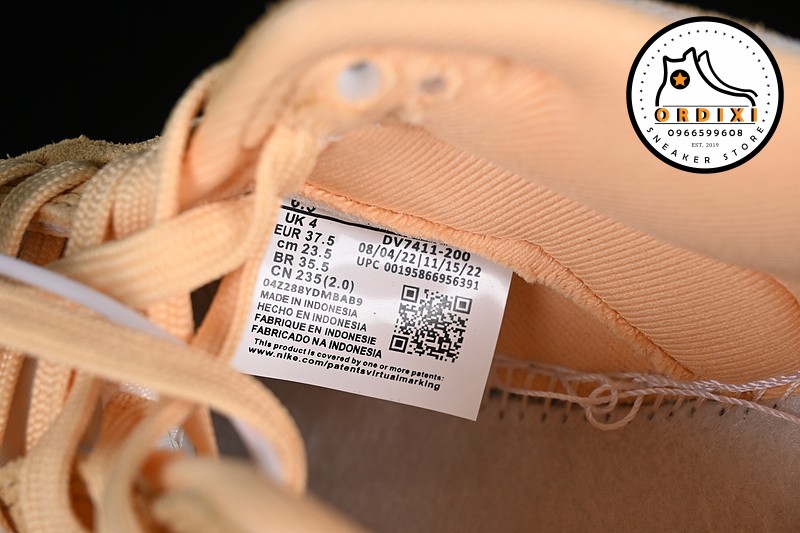 UK 4
EUR 37.5
cm 23.5
BR 35.5
CN 235(2.0)
04Z288YDMBAB9
MADE IN INDONESIA
HECHO EN INDONESIA
FABRIQUE EN INDONESIE
FABRICADO NA INDONESIA
This product is covered by one or more patents:
www.nike.com/patentsvirtualmarking
DV7411-200
08/04/22|11/15/22
UPC 00195866956391
ORDIXI
0966599608
EST. 2019
SNEAKER STORE